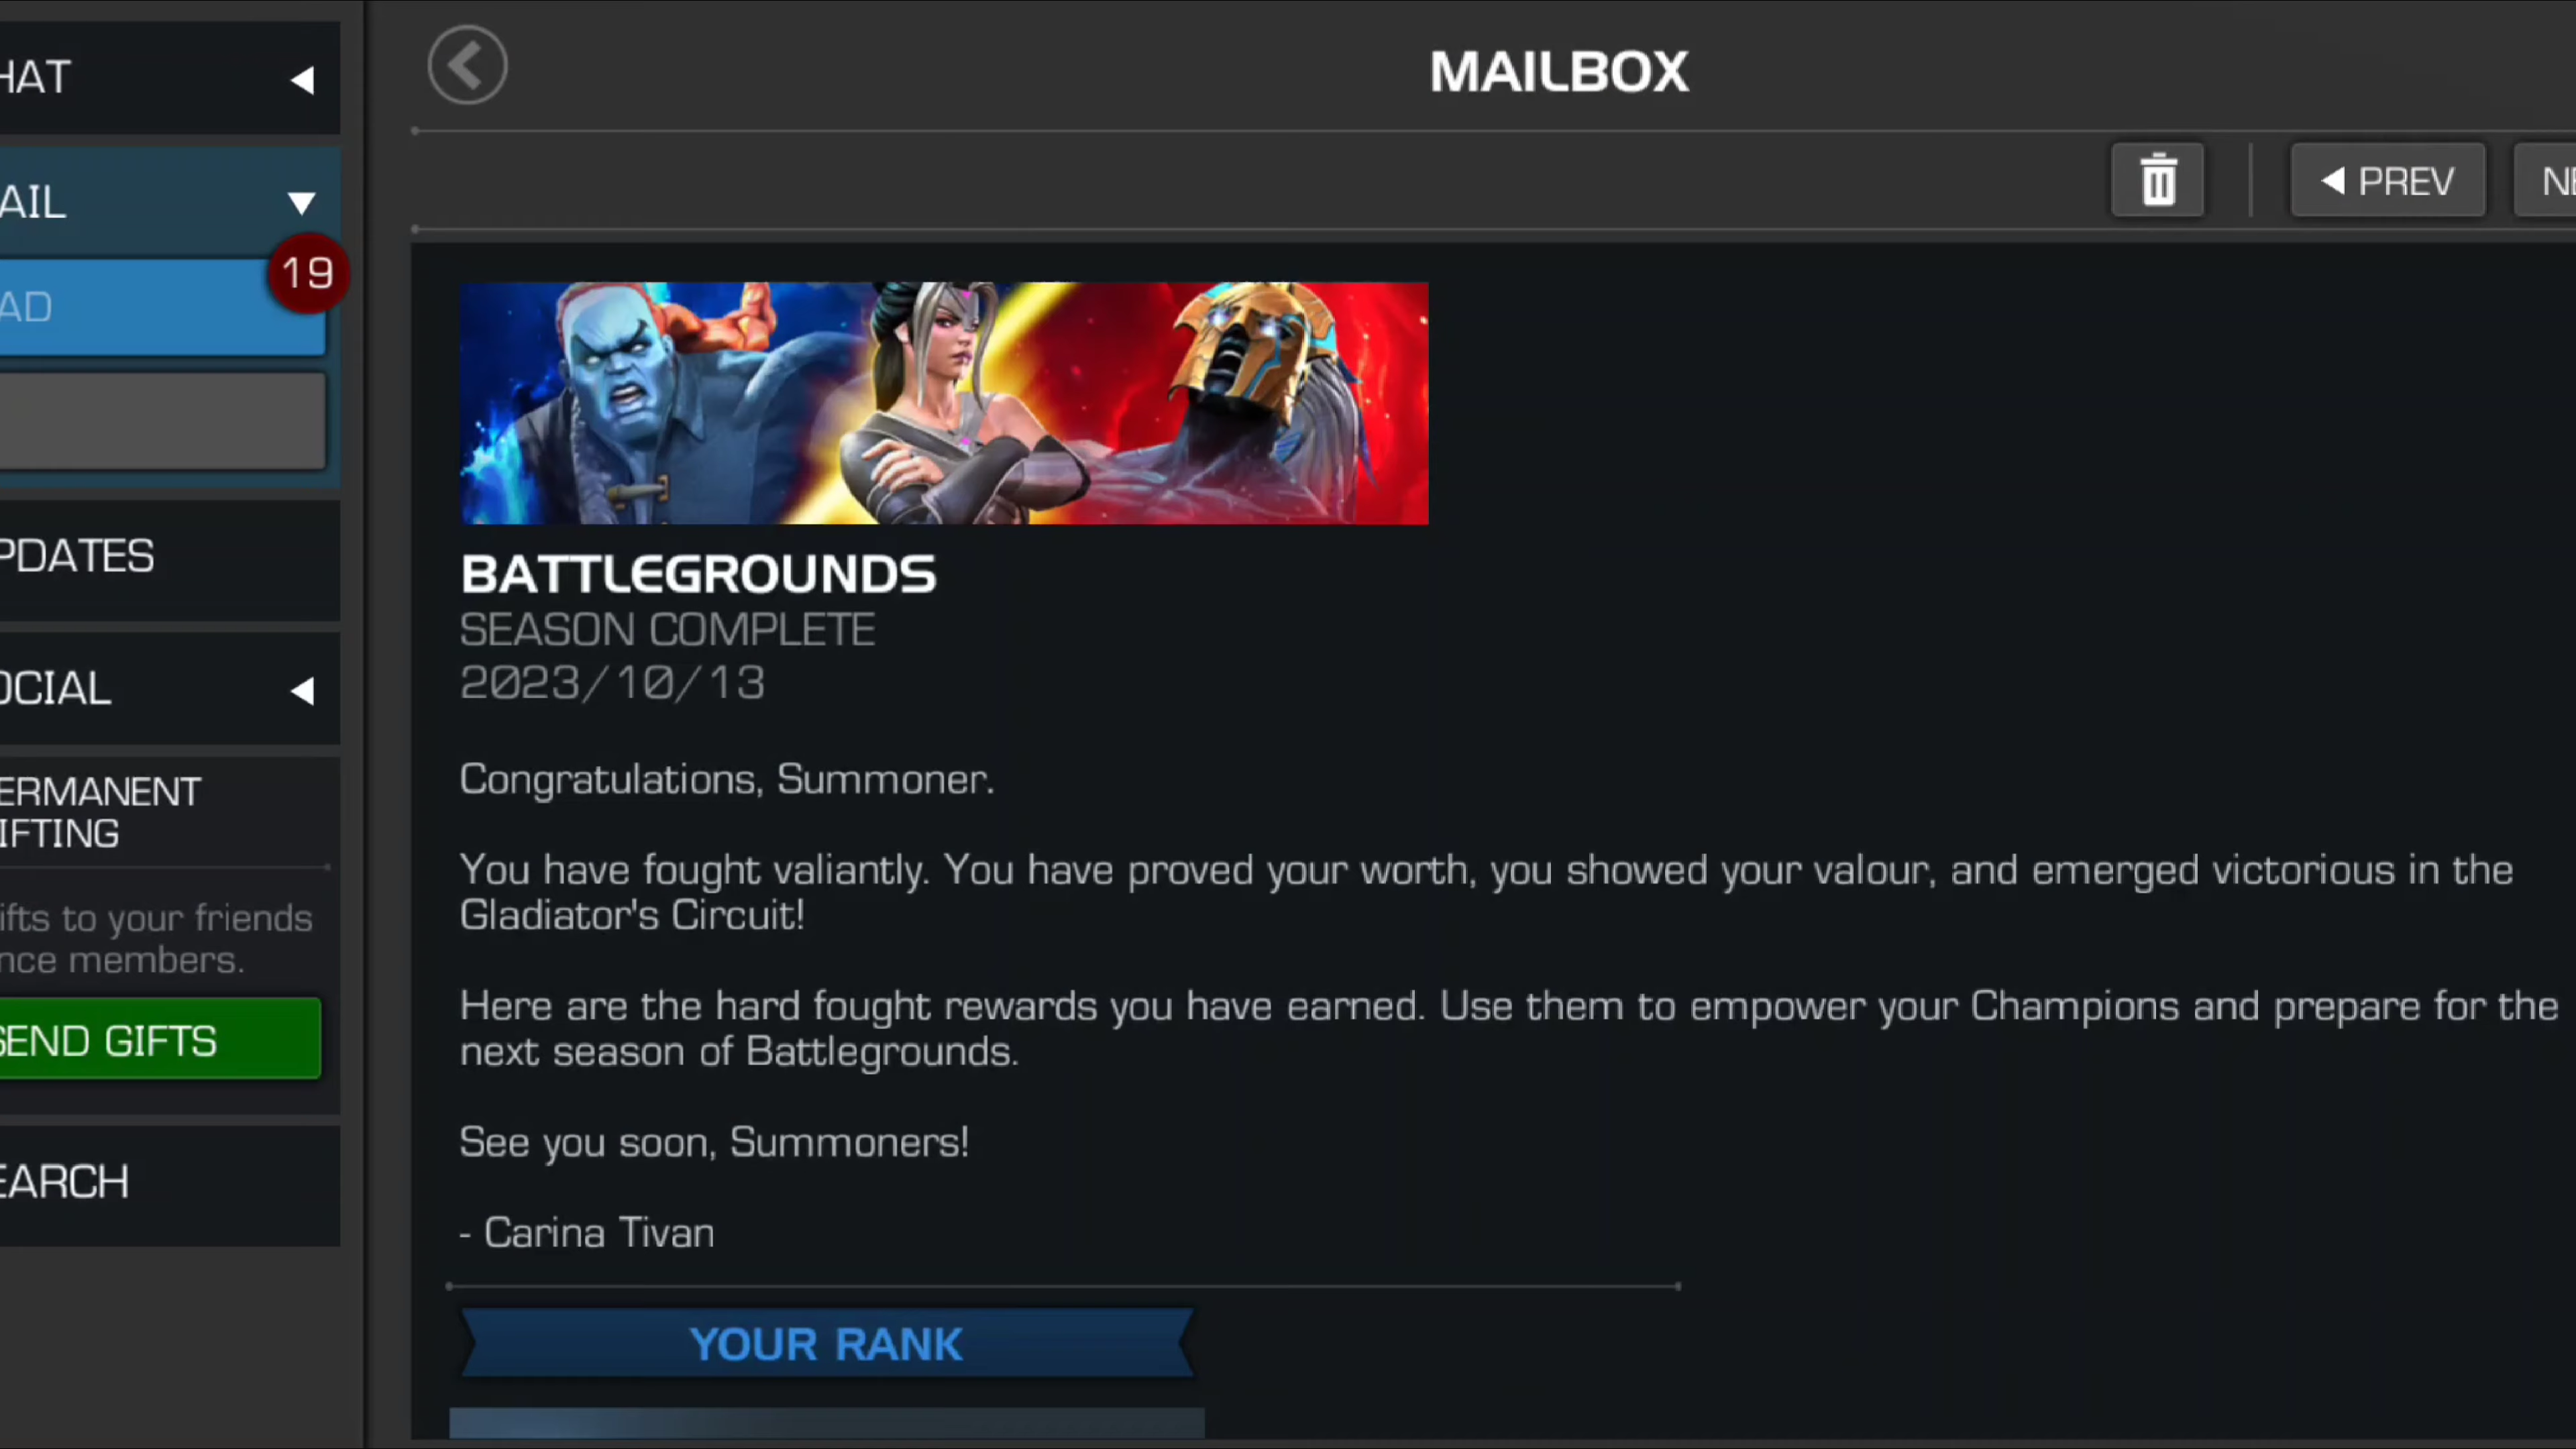 HAT
AIL
19
AD
PDATES
OCIAL
ERMANENT
IFTING
ifts to your friends
nce members.
SEND GIFTS
EARCH
MAILBOX
PREV
NE
BATTLEGROUNDS
SEASON COMPLETE
2023/10/13
Congratulations, Summoner.
You have fought valiantly. You have proved your worth, you showed your valour, and emerged victorious in the
Gladiator's Circuit!
Here are the hard fought rewards you have earned. Use them to empower your Champions and prepare for the
next season of Battlegrounds.
See you soon, Summoners!
- Carina Tivan
YOUR RANK